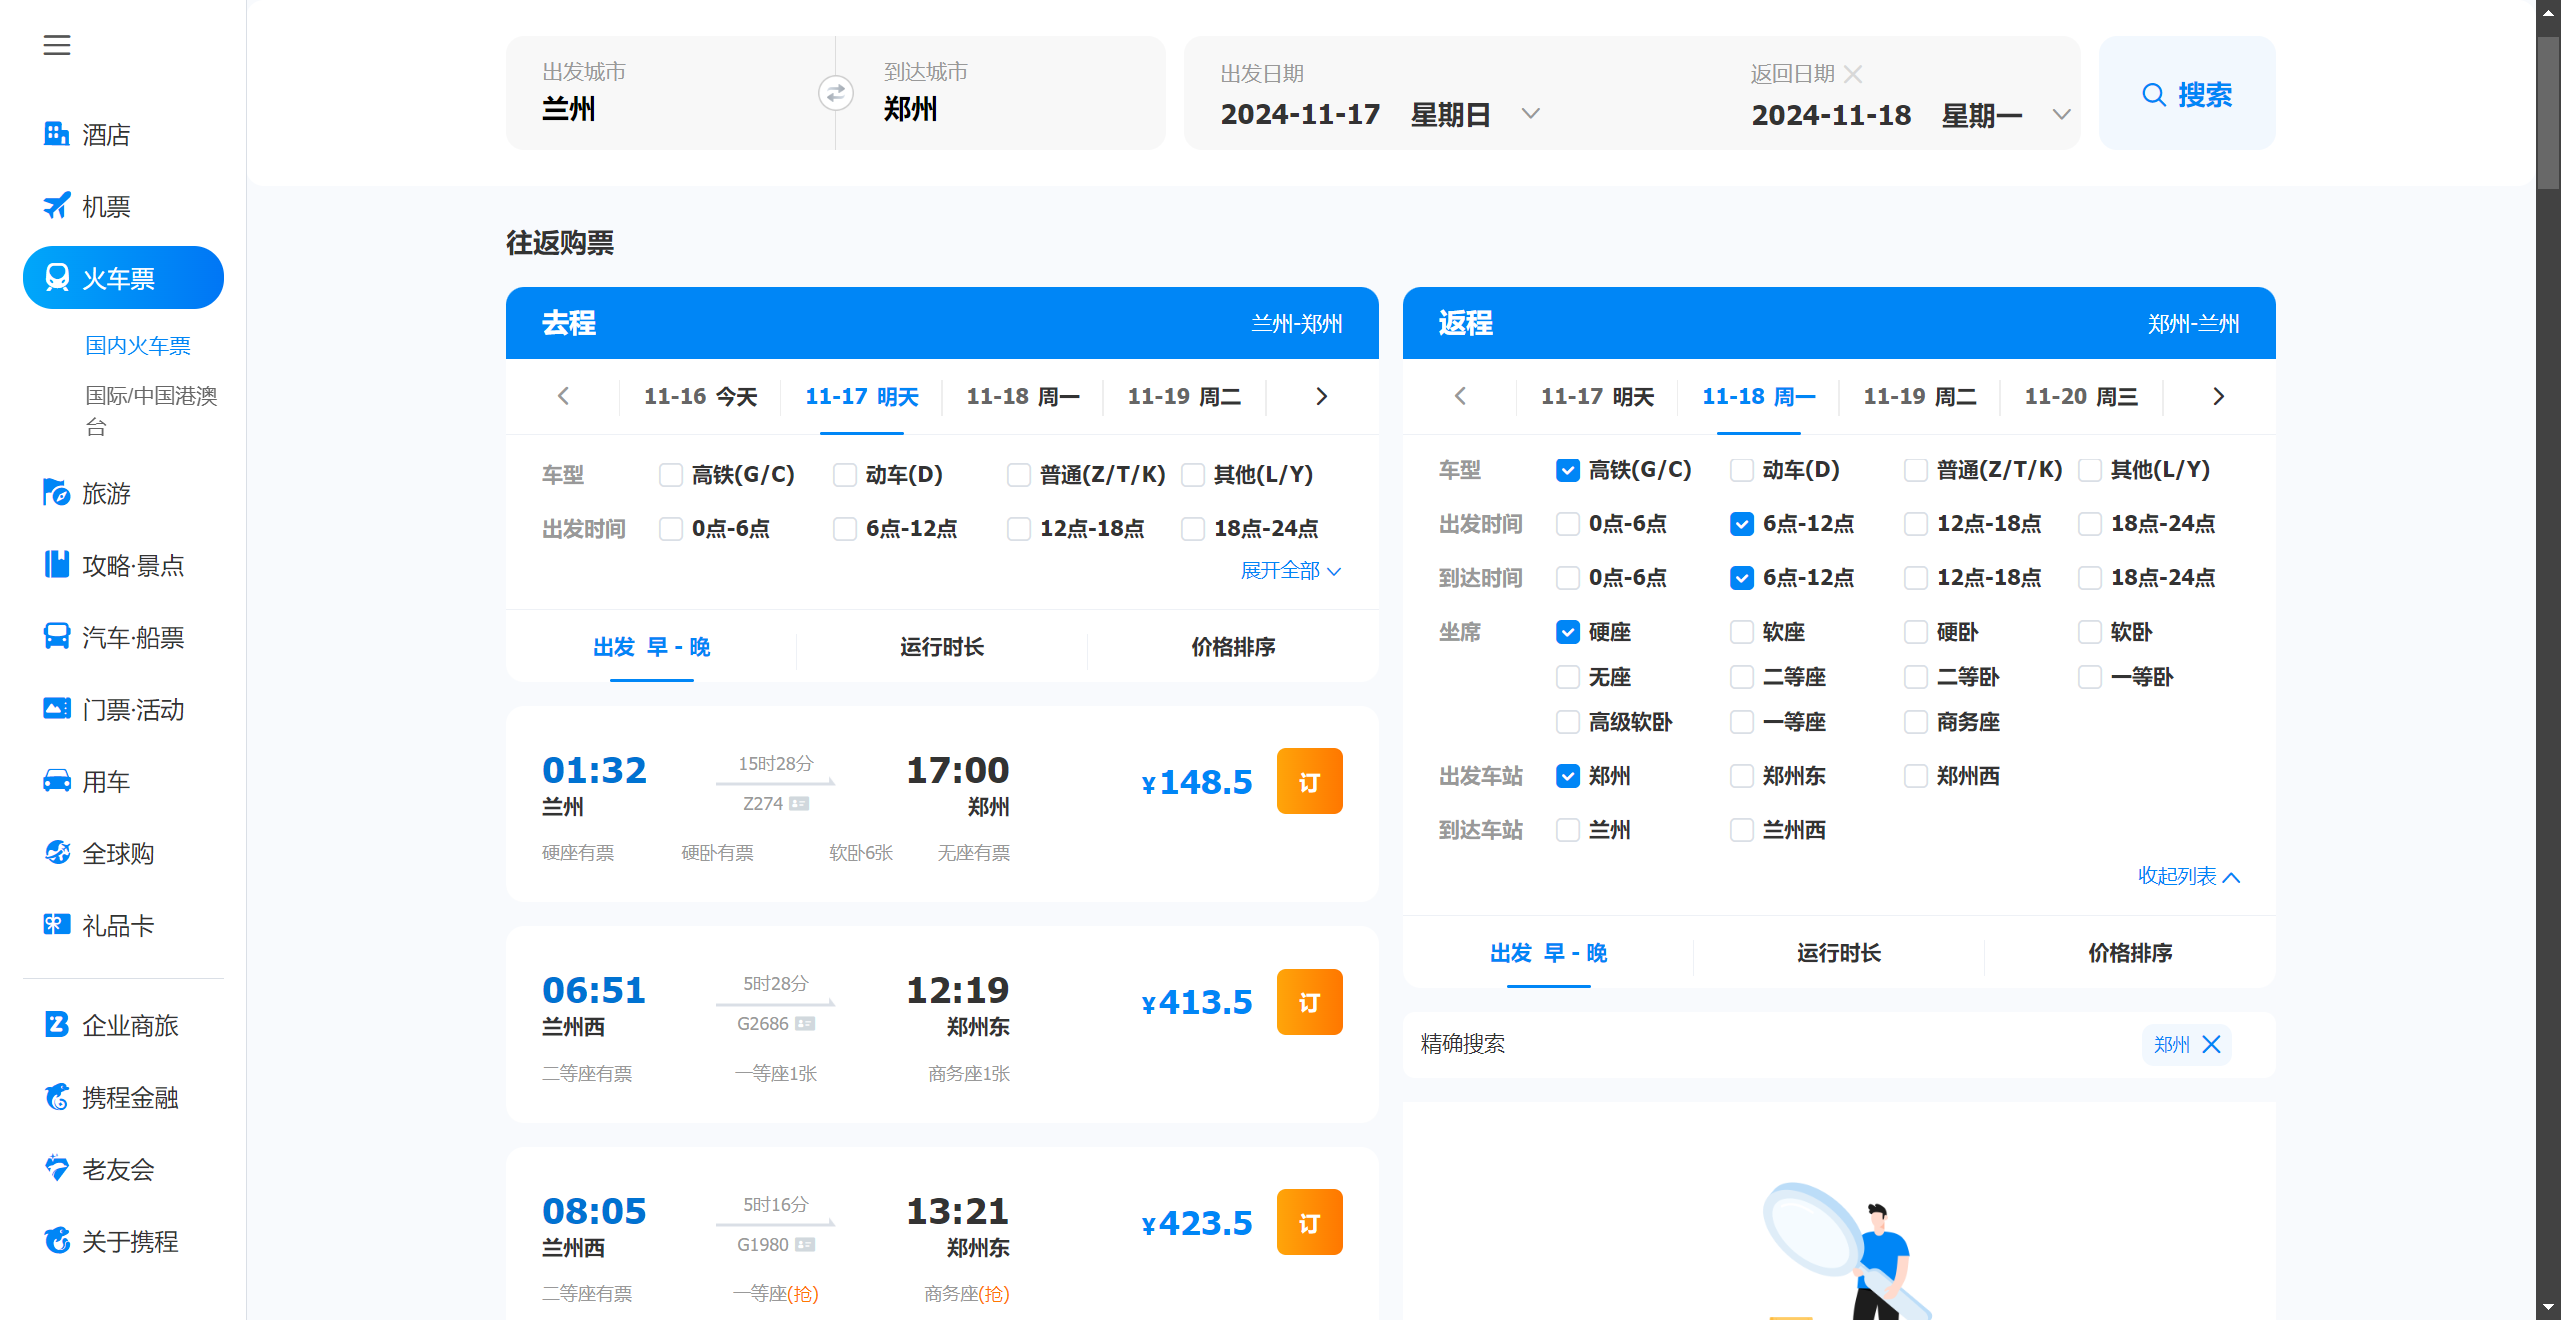 酒店
机票
火车票
国内火车票
国际/中国港澳
台
旅游
攻略·景点
汽车·船票
门票·活动
用车
全球购
礼品卡
企业商旅
携程金融
老友会
关于携程
出发城市
兰州
到达城市
郑州
出发日期
2024-11-17 星期日
返回日期
2024-11-18 星期一
搜索
往返购票
去程 兰州-郑州
11-16 今天 11-17 明天 11-18 周一 11-19 周二
车型 高铁(G/C) 动车(D) 普通(Z/T/K) 其他(L/Y)
出发时间 0点-6点 6点-12点 12点-18点 18点-24点
展开全部
出发 早 - 晚 运行时长 价格排序
01:32 15时28分 17:00 ¥148.5 订
兰州 Z274 郑州
硬座有票 硬卧有票 软卧6张 无座有票
06:51 5时28分 12:19 ¥413.5 订
兰州西 G2686 郑州东
二等座有票 一等座1张 商务座1张
08:05 5时16分 13:21 ¥423.5 订
兰州西 G1980 郑州东
二等座有票 一等座(抢) 商务座(抢)
返程 郑州-兰州
11-17 明天 11-18 周一 11-19 周二 11-20 周三
车型 高铁(G/C) 动车(D) 普通(Z/T/K) 其他(L/Y)
出发时间 0点-6点 6点-12点 12点-18点 18点-24点
到达时间 0点-6点 6点-12点 12点-18点 18点-24点
坐席 硬座 软座 硬卧 软卧
无座 二等座 二等卧 一等卧
高级软卧 一等座 商务座
出发车站 郑州 郑州东 郑州西
到达车站 兰州 兰州西
收起列表
出发 早 - 晚 运行时长 价格排序
精确搜索 郑州